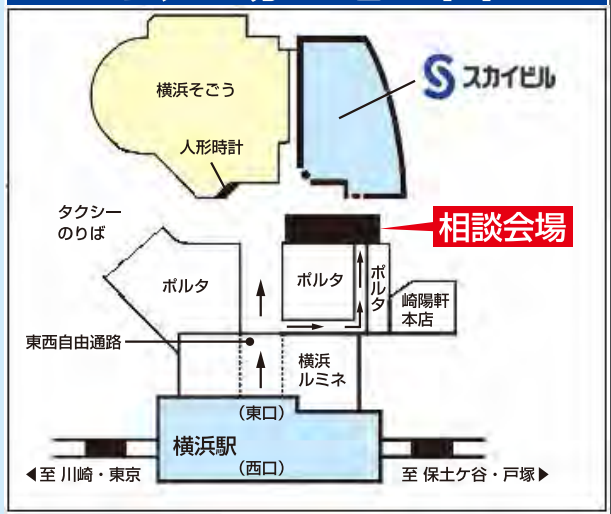 横浜そごう
スカイビル
人形時計
タクシー
のりば
相談会場
ポルタ
ポルタ
ポルタ
崎陽軒
本店
東西自由通路
横浜
ルミネ
（東口）
横浜駅
（西口）
◀至 川崎・東京
至 保土ケ谷・戸塚▶